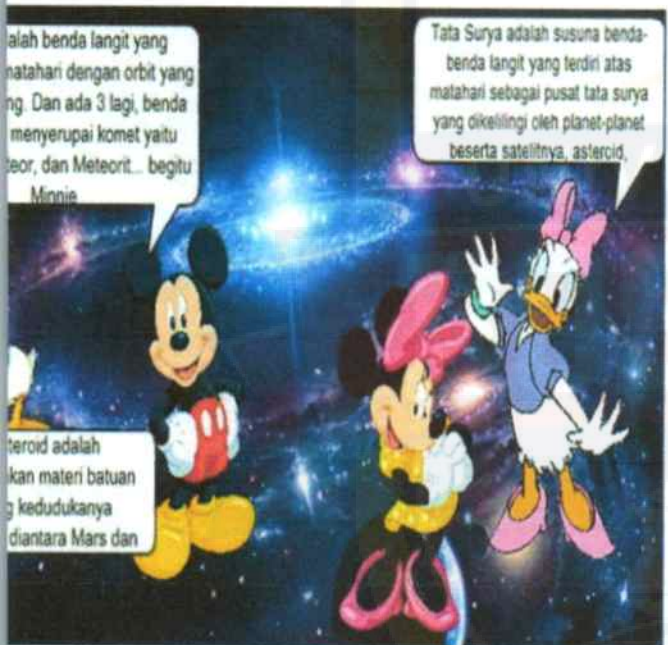 alah benda langit yang
matahari dengan orbit yang
ng. Dan ada 3 lagi, benda
menyerupai komet yaitu
teor, dan Meteorit... begitu
Minnie
Tata Surya adalah susuna benda-
benda langit yang terdiri atas
matahari sebagai pusat tata surya
yang dikelilingi oleh planet-planet
beserta satelitnya, asteroid,
teroid adalah
kan materi batuan
g kedudukanya
diantara Mars dan